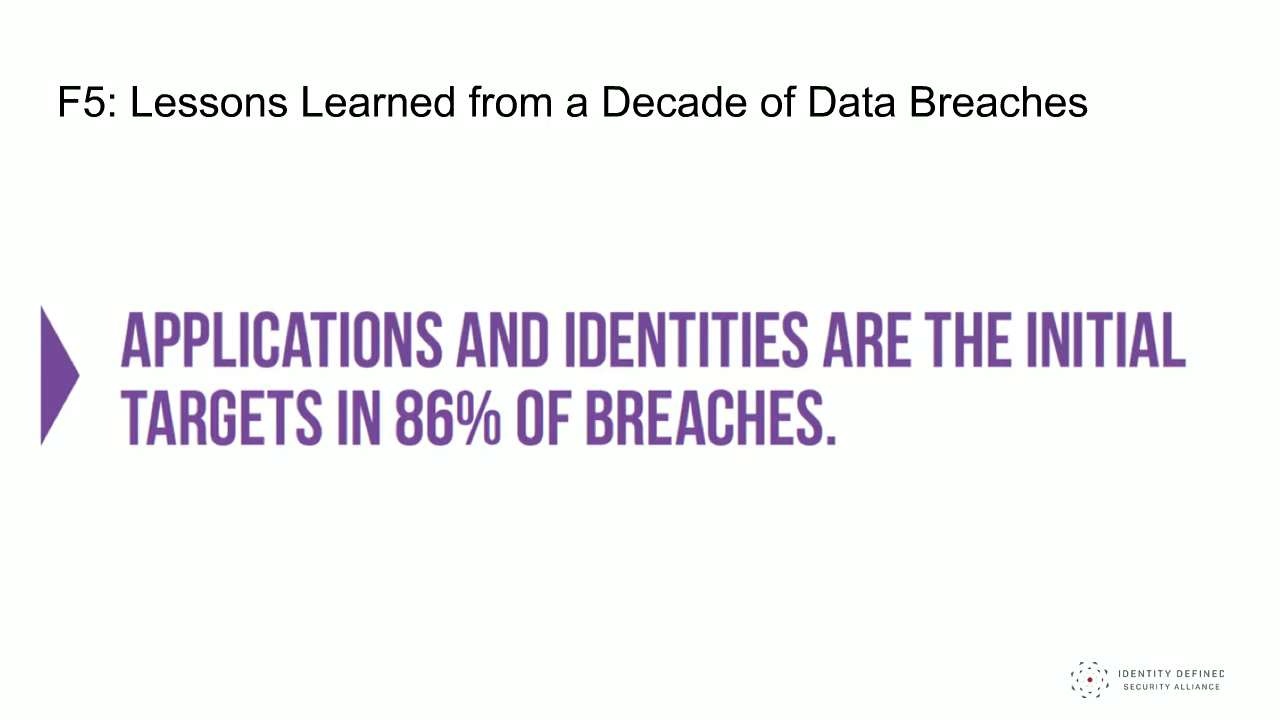 F5: Lessons Learned from a Decade of Data Breaches
APPLICATIONS AND IDENTITIES ARE THE INITIAL
TARGETS IN 86% OF BREACHES.
IDENTITY DEFINED
SECURITY ALLIANCE